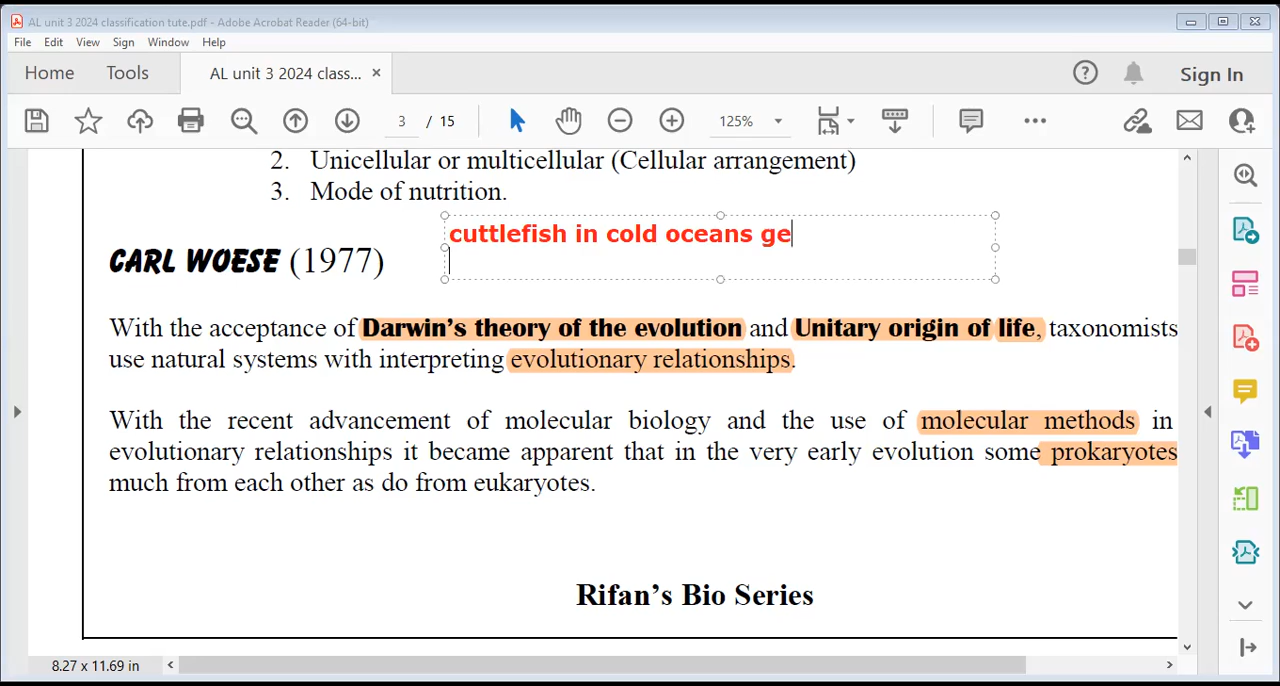 AL unit 3 2024 classification tute.pdf - Adobe Acrobat Reader (64-bit)
File Edit View Sign Window Help
Home Tools AL unit 3 2024 class... × Sign In
3 / 15 125%
2. Unicellular or multicellular (Cellular arrangement)
3. Mode of nutrition.
cuttlefish in cold oceans ge
CARL WOESE (1977)
With the acceptance of Darwin’s theory of the evolution and Unitary origin of life, taxonomists
use natural systems with interpreting evolutionary relationships.
With the recent advancement of molecular biology and the use of molecular methods in
evolutionary relationships it became apparent that in the very early evolution some prokaryotes
much from each other as do from eukaryotes.
Rifan’s Bio Series
8.27 x 11.69 in